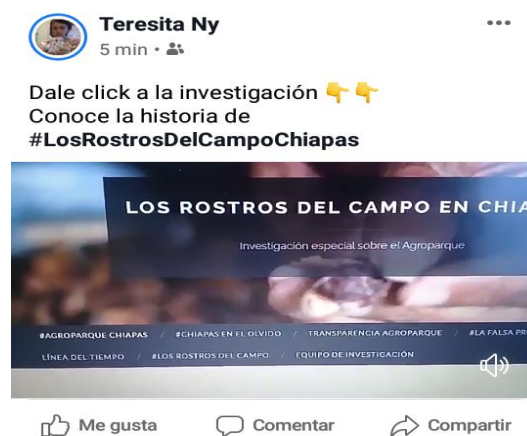 Teresita Ny
5 min
Dale click a la investigación 👇👇
Conoce la historia de
#LosRostrosDelCampoChiapas
LOS ROSTROS DEL CAMPO EN CHIA
Investigación especial sobre el Agroparque
#AGROPARQUE CHIAPAS / #CHIAPAS EN EL OLVIDO / TRANSPARENCIA AGROPARQUE / #LA FALSA PR
LÍNEA DEL TIEMPO / #LOS ROSTROS DEL CAMPO / EQUIPO DE INVESTIGACIÓN
Me gusta Comentar Compartir